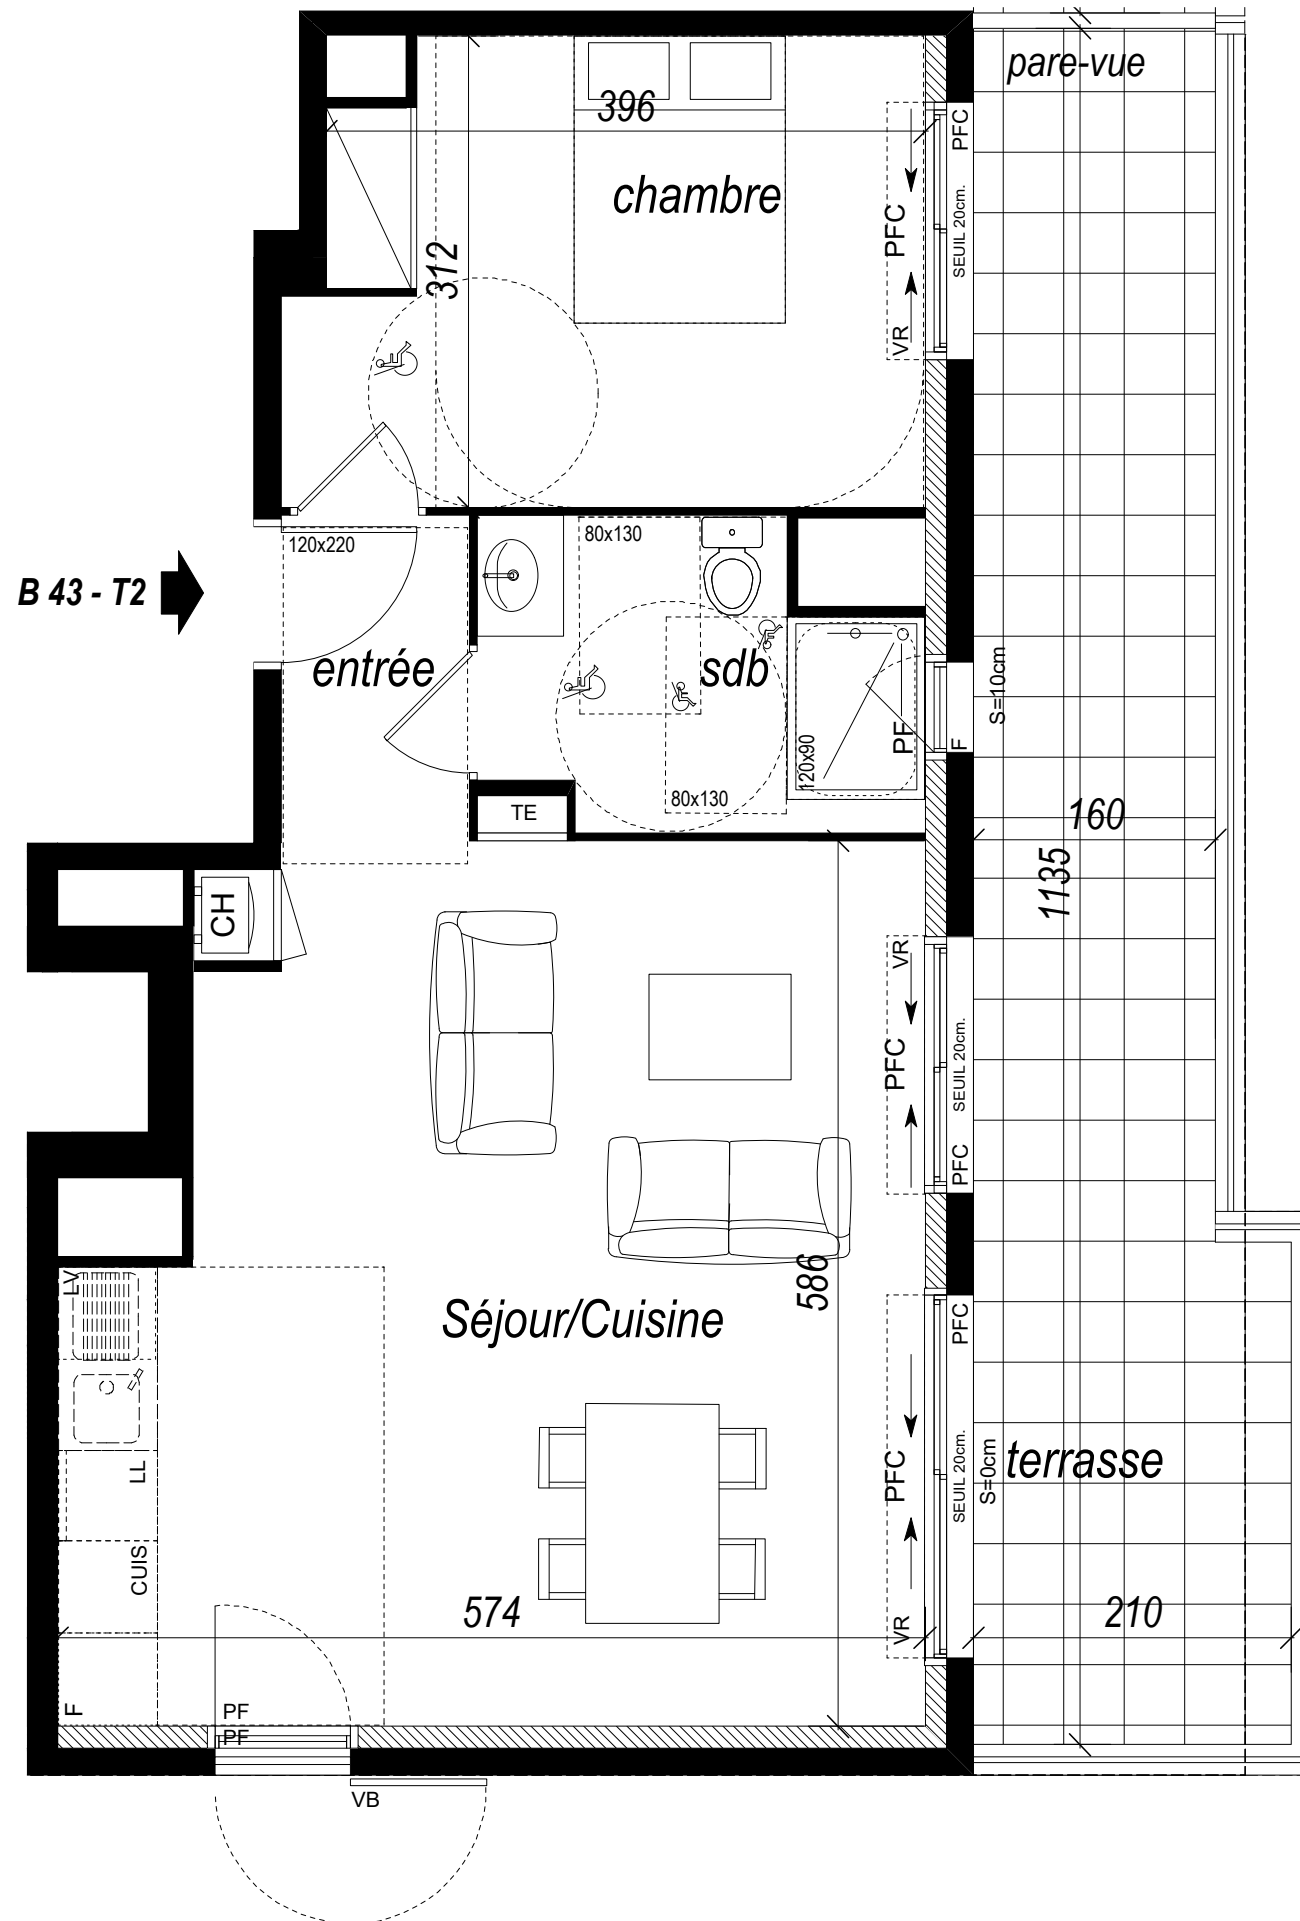 pare-vue
396
PFC
chambre
SEUIL 20cm.
PFC
312
VR
120x220
80x130
B 43 - T2
entrée
sdb
S=10cm
PF
F
120x90
80x130
TE
160
1135
CH
VR
SEUIL 20cm.
PFC
PFC
586
LV
Séjour/Cuisine
PFC
LL
PFC
SEUIL 20cm.
S=0cm
terrasse
CUIS
574
210
VR
F
PF
PF
VB